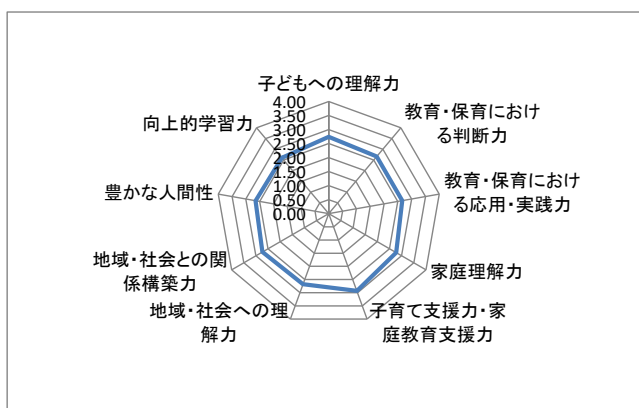 子どもへの理解力
教育・保育におけ
る判断力
教育・保育におけ
る応用・実践力
家庭理解力
子育て支援力・家
庭教育支援力
地域・社会への理
解力
地域・社会との関
係構築力
豊かな人間性
向上的学習力
4.00
3.50
3.00
2.50
2.00
1.50
1.00
0.50
0.00